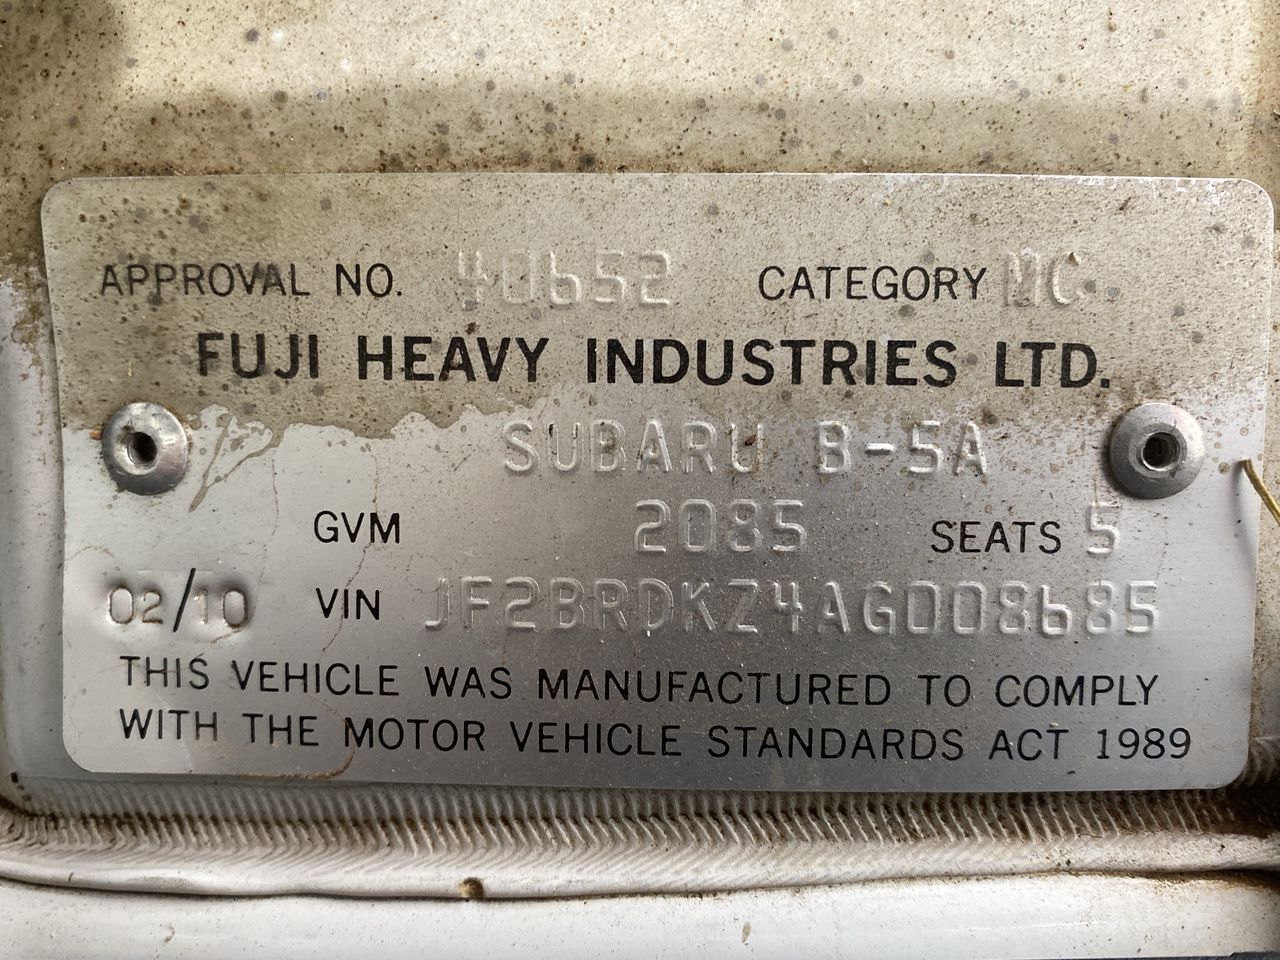 APPROVAL NO. 40652 CATEGORY MC
FUJI HEAVY INDUSTRIES LTD.
SUBARU B-5A
GVM 2085 SEATS 5
02/10 VIN JF2BRDKZ4AG008685
THIS VEHICLE WAS MANUFACTURED TO COMPLY
WITH THE MOTOR VEHICLE STANDARDS ACT 1989